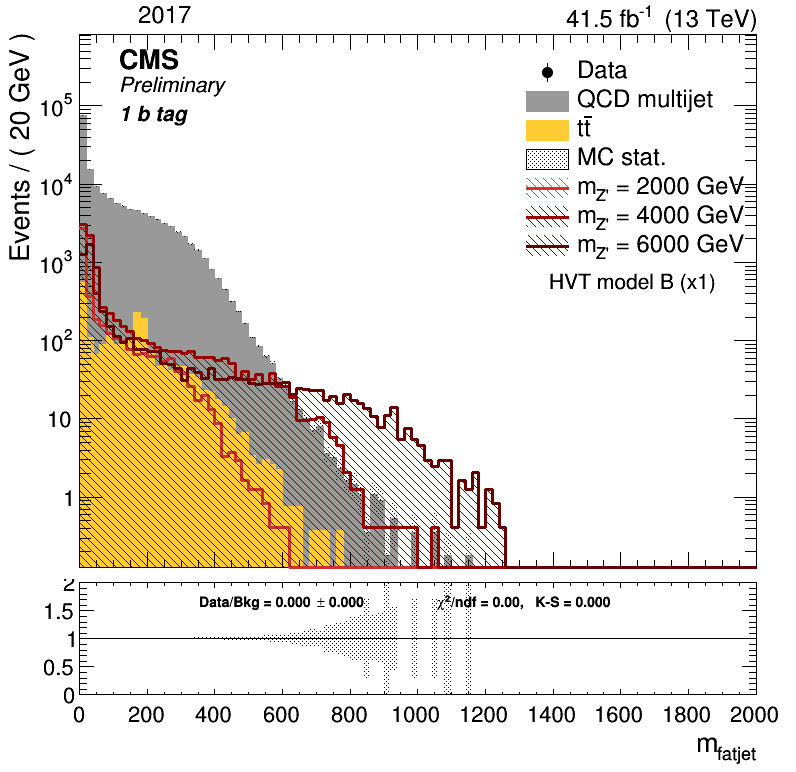 2017
41.5 fb⁻¹ (13 TeV)
CMS
Preliminary
1 b tag
Data
QCD multijet
tt̄
MC stat.
m_Z' = 2000 GeV
m_Z' = 4000 GeV
m_Z' = 6000 GeV
HVT model B (x1)
Events / ( 20 GeV )
10⁵
10⁴
10³
10²
10
1
Data/Bkg = 0.000 ± 0.000
χ²/ndf = 0.00, K-S = 0.000
2
1.5
1
0.5
0
0 200 400 600 800 1000 1200 1400 1600 1800 2000
m_fatjet